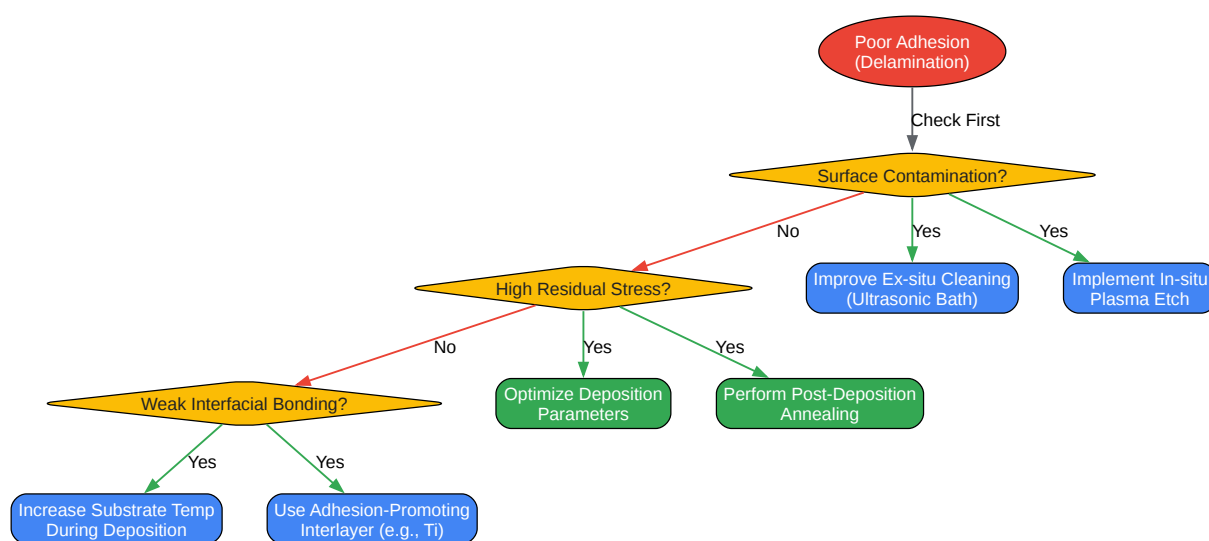 Poor Adhesion
(Delamination)
Check First
Surface Contamination?
No
Yes
Yes
High Residual Stress?
Improve Ex-situ Cleaning
(Ultrasonic Bath)
Implement In-situ
Plasma Etch
No
Yes
Yes
Weak Interfacial Bonding?
Optimize Deposition
Parameters
Perform Post-Deposition
Annealing
Yes
Yes
Increase Substrate Temp
During Deposition
Use Adhesion-Promoting
Interlayer (e.g., Ti)